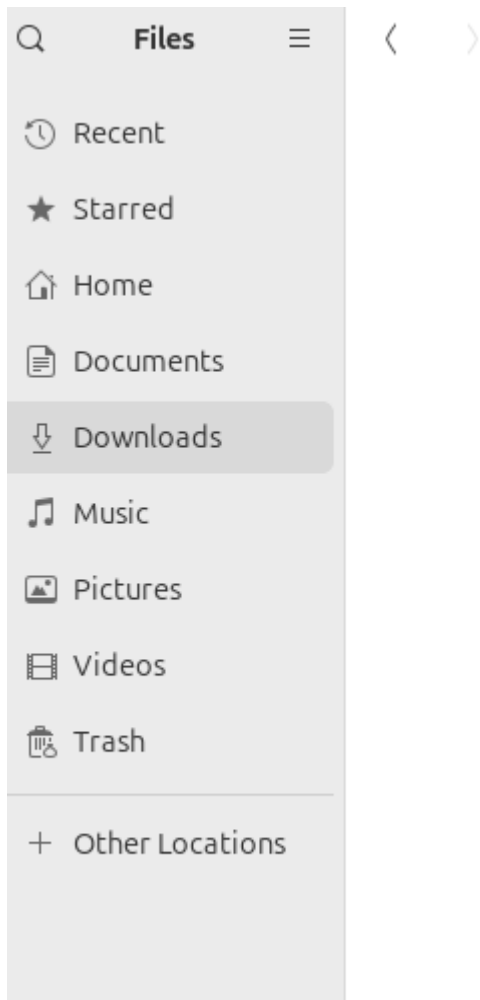 Files
Recent
Starred
Home
Documents
Downloads
Music
Pictures
Videos
Trash
Other Locations